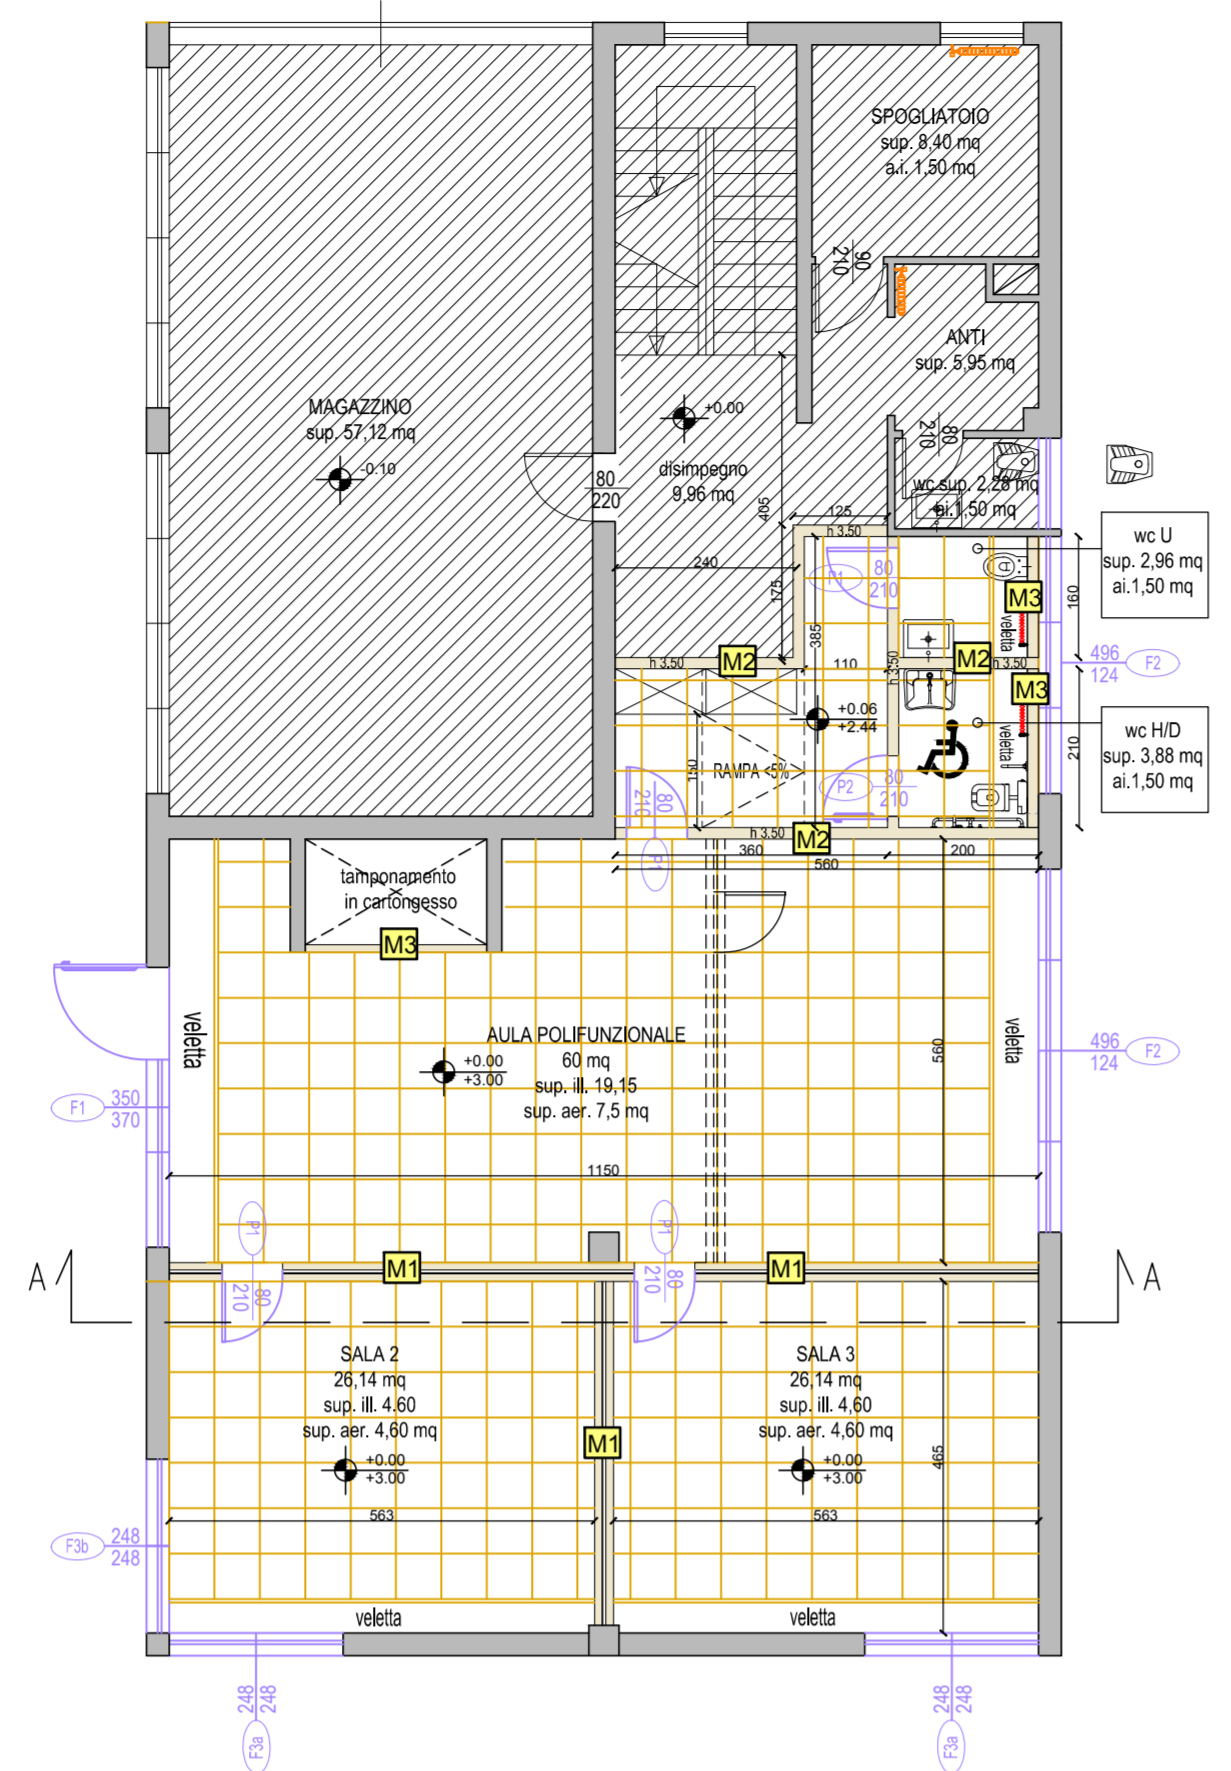 SPOGLIATOIO
sup. 8,40 mq
a.i. 1,50 mq
90
210
ANTI
sup. 5,95 mq
MAGAZZINO
sup. 57,12 mq
-0.10
+0.00
disimpegno
9,96 mq
80
220
405
80
210
wc sup. 2,28 mq
ai.1,50 mq
125
h 3.50
wc U
sup. 2,96 mq
ai.1,50 mq
240
175
P1
80
210
385
M3
160
veletta
h 3.50
M2
110
h 3.50
M2
h 3.50
496
124
F2
M3
+0.06
+2.44
wc H/D
sup. 3,88 mq
ai.1,50 mq
210
veletta
150
RAMPA <5%
P2
80
210
80
210
P1
h 3.50
M2
360
200
560
tamponamento
in cartongesso
M3
veletta
AULA POLIFUNZIONALE
60 mq
sup. ill. 19,15
sup. aer. 7,5 mq
+0.00
+3.00
veletta
560
496
124
F2
F1
350
370
1150
P1
P1
A
M1
M1
A
80
210
80
210
SALA 2
26,14 mq
sup. ill. 4.60
sup. aer. 4,60 mq
+0.00
+3.00
SALA 3
26,14 mq
sup. ill. 4,60
sup. aer. 4,60 mq
+0.00
+3.00
M1
465
563
563
F3b
248
248
veletta
veletta
248
248
F3a
248
248
F3a